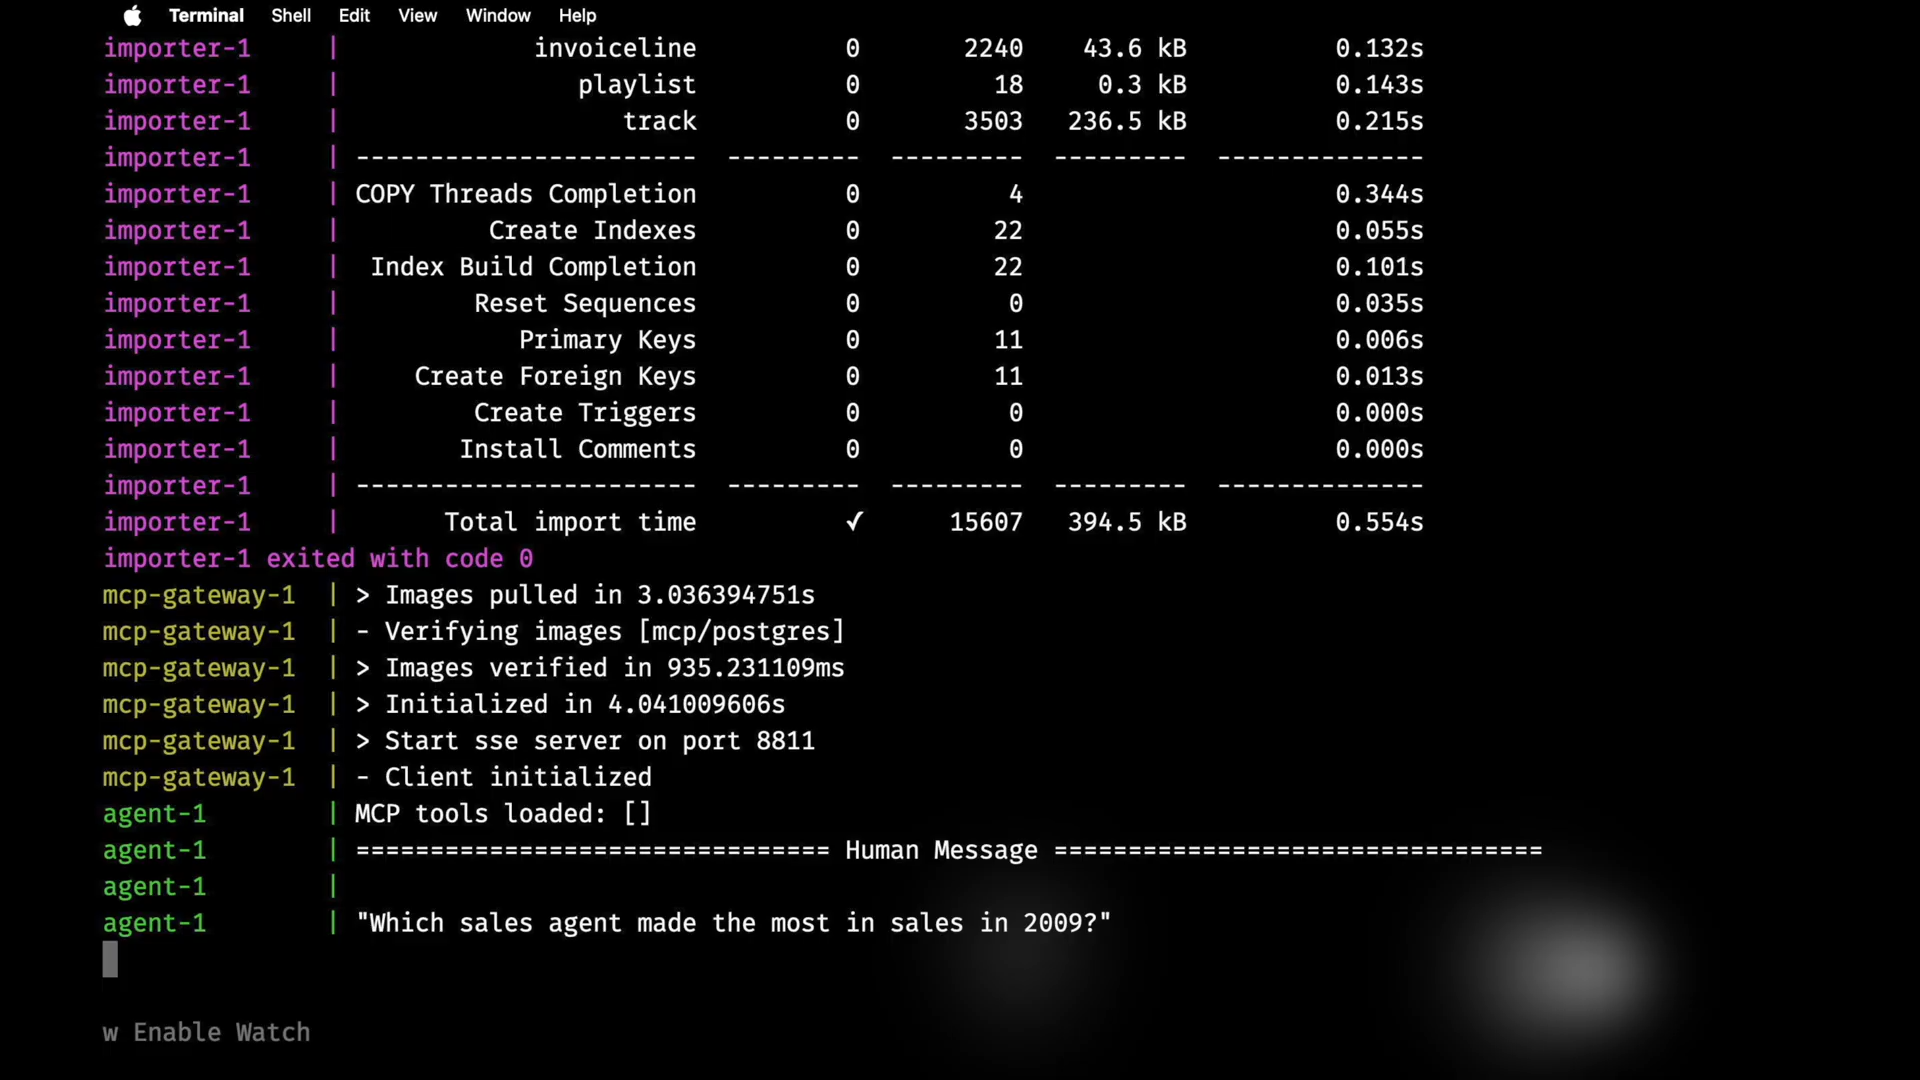 Terminal Shell Edit View Window Help
importer-1 | invoiceline 0 2240 43.6 kB 0.132s
importer-1 | playlist 0 18 0.3 kB 0.143s
importer-1 | track 0 3503 236.5 kB 0.215s
importer-1 | ----------------------- --------- --------- --------- --------------
importer-1 | COPY Threads Completion 0 4 0.344s
importer-1 | Create Indexes 0 22 0.055s
importer-1 | Index Build Completion 0 22 0.101s
importer-1 | Reset Sequences 0 0 0.035s
importer-1 | Primary Keys 0 11 0.006s
importer-1 | Create Foreign Keys 0 11 0.013s
importer-1 | Create Triggers 0 0 0.000s
importer-1 | Install Comments 0 0 0.000s
importer-1 | ----------------------- --------- --------- --------- --------------
importer-1 | Total import time ✓ 15607 394.5 kB 0.554s
importer-1 exited with code 0
mcp-gateway-1 | > Images pulled in 3.036394751s
mcp-gateway-1 | - Verifying images [mcp/postgres]
mcp-gateway-1 | > Images verified in 935.231109ms
mcp-gateway-1 | > Initialized in 4.041009606s
mcp-gateway-1 | > Start sse server on port 8811
mcp-gateway-1 | - Client initialized
agent-1 | MCP tools loaded: []
agent-1 | ================================ Human Message =================================
agent-1 |
agent-1 | "Which sales agent made the most in sales in 2009?"
w Enable Watch